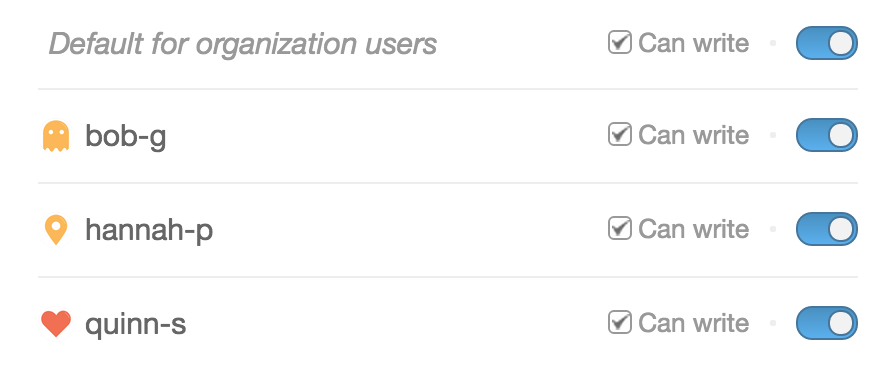 Default for organization users Can write
bob-g Can write
hannah-p Can write
quinn-s Can write